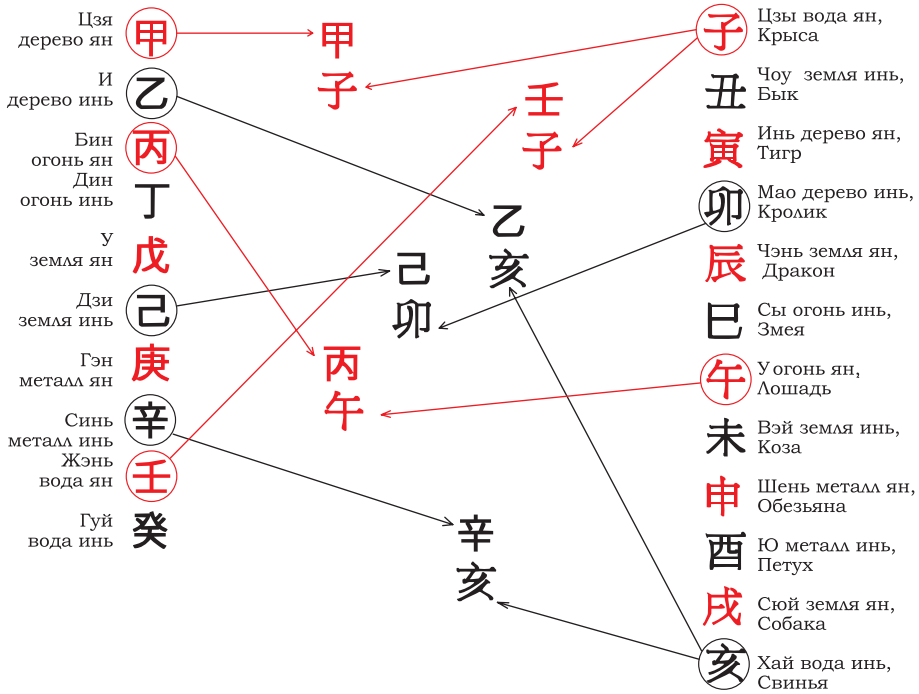 Цзя
дерево ян
甲
И
дерево инь
乙
Бин
огонь ян
丙
Дин
огонь инь
丁
У
земля ян
戊
Дзи
земля инь
己
Гэн
металл ян
庚
Синь
металл инь
辛
Жэнь
вода ян
壬
Гуй
вода инь
癸
甲
子
壬
子
乙
亥
己
卯
丙
午
辛
亥
子
Цзы вода ян,
Крыса
丑
Чоу земля инь,
Бык
寅
Инь дерево ян,
Тигр
卯
Мао дерево инь,
Кролик
辰
Чэнь земля ян,
Дракон
巳
Сы огонь инь,
Змея
午
У огонь ян,
Лошадь
未
Вэй земля инь,
Коза
申
Шень металл ян,
Обезьяна
酉
Ю металл инь,
Петух
戌
Сюй земля ян,
Собака
亥
Хай вода инь,
Свинья